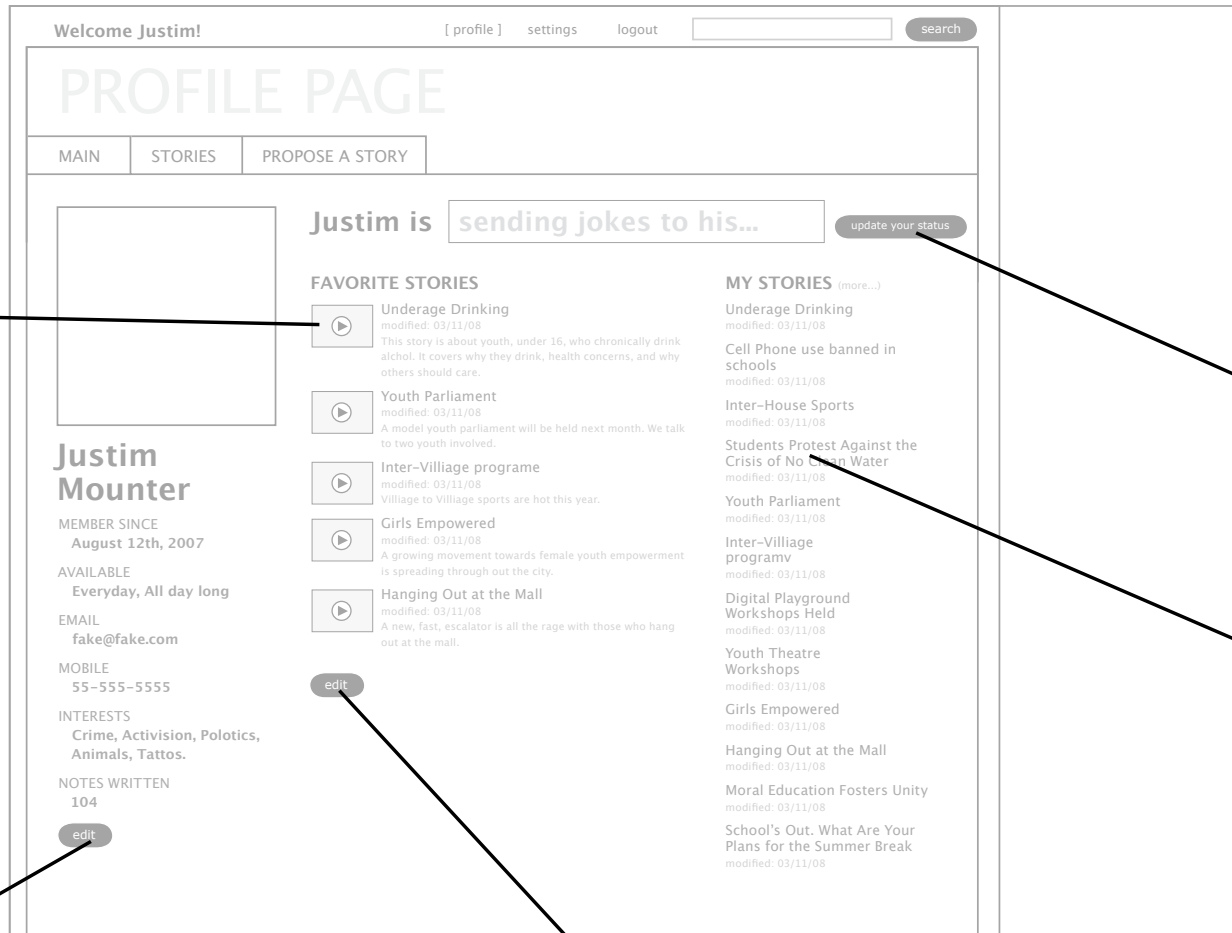 Welcome Justim!
[ profile ] settings logout
search
PROFILE PAGE
MAIN STORIES PROPOSE A STORY
Justim is sending jokes to his...
update your status
Justim
Mounter
MEMBER SINCE
August 12th, 2007
AVAILABLE
Everyday, All day long
EMAIL
fake@fake.com
MOBILE
55-555-5555
INTERESTS
Crime, Activision, Polotics,
Animals, Tattos.
NOTES WRITTEN
104
edit
FAVORITE STORIES
Underage Drinking
modified: 03/11/08
This story is about youth, under 16, who chronically drink
alchol. It covers why they drink, health concerns, and why
others should care.
Youth Parliament
modified: 03/11/08
A model youth parliament will be held next month. We talk
to two youth involved.
Inter-Villiage programe
modified: 03/11/08
Villiage to Villiage sports are hot this year.
Girls Empowered
modified: 03/11/08
A growing movement towards female youth empowerment
is spreading through out the city.
Hanging Out at the Mall
modified: 03/11/08
A new, fast, escalator is all the rage with those who hang
out at the mall.
edit
MY STORIES (more...)
Underage Drinking
modified: 03/11/08
Cell Phone use banned in
schools
modified: 03/11/08
Inter-House Sports
modified: 03/11/08
Students Protest Against the
Crisis of No Clean Water
modified: 03/11/08
Youth Parliament
modified: 03/11/08
Inter-Villiage
programv
modified: 03/11/08
Digital Playground
Workshops Held
modified: 03/11/08
Youth Theatre
Workshops
modified: 03/11/08
Girls Empowered
modified: 03/11/08
Hanging Out at the Mall
modified: 03/11/08
Moral Education Fosters Unity
modified: 03/11/08
School's Out. What Are Your
Plans for the Summer Break
modified: 03/11/08